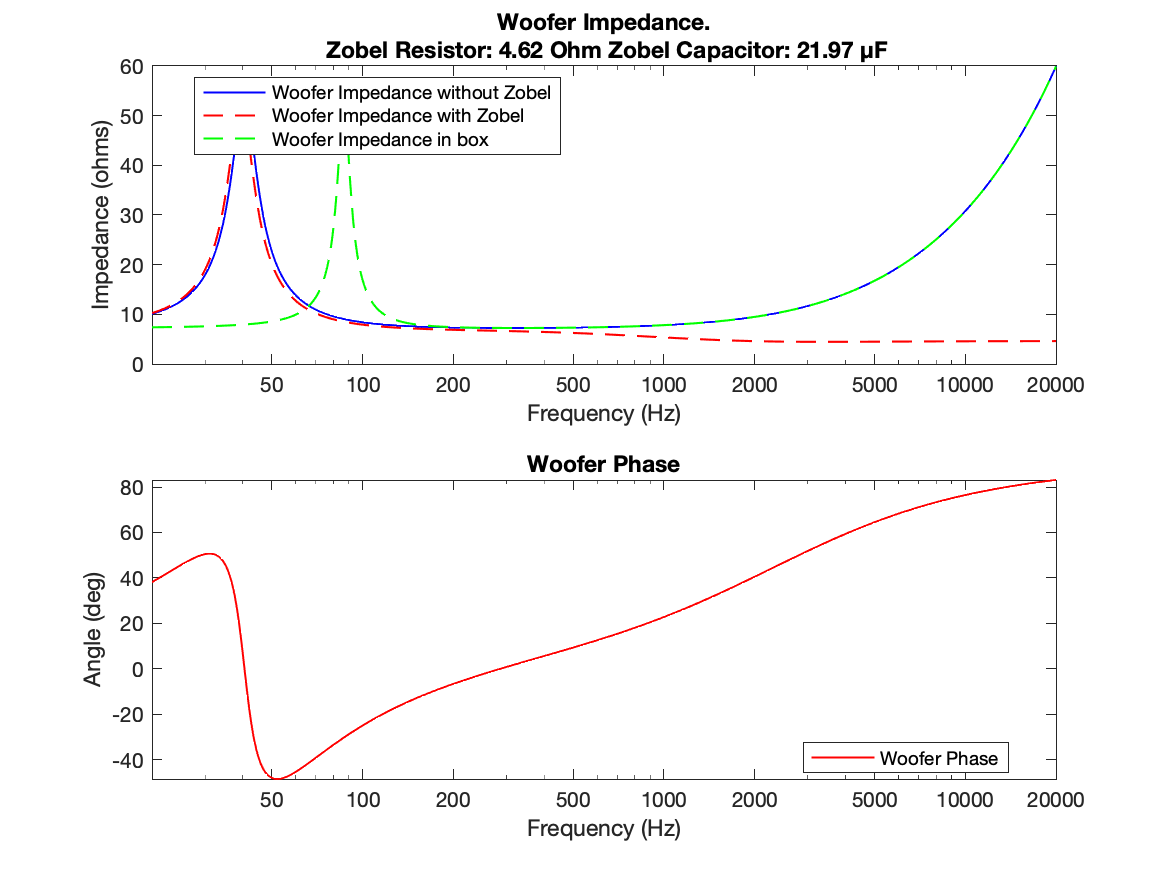 Woofer Impedance.
Zobel Resistor: 4.62 Ohm Zobel Capacitor: 21.97 µF
60
50
40
30
20
10
0
Impedance (ohms)
Woofer Impedance without Zobel
Woofer Impedance with Zobel
Woofer Impedance in box
50 100 200 500 1000 2000 5000 10000 20000
Frequency (Hz)
Woofer Phase
80
60
40
20
0
-20
-40
Angle (deg)
Woofer Phase
50 100 200 500 1000 2000 5000 10000 20000
Frequency (Hz)